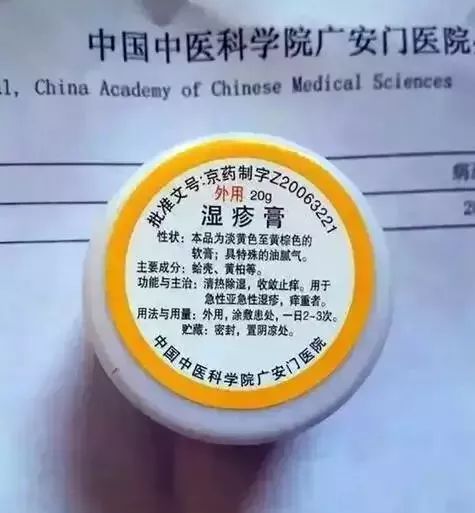 中国中医科学院广安门医院
l, China Academy of Chinese Medical Sciences
批准文号:京药制字Z20063221
外用 20g
湿疹膏
性状：本品为淡黄色至黄棕色的
软膏；具特殊的油腻气。
主要成分：蛤壳、黄柏等。
功能与主治：清热除湿，收敛止痒。用于
急性亚急性湿疹，痒重者。
用法与用量：外用，涂敷患处，一日2-3次。
贮藏：密封，置阴凉处。
中国中医科学院广安门医院